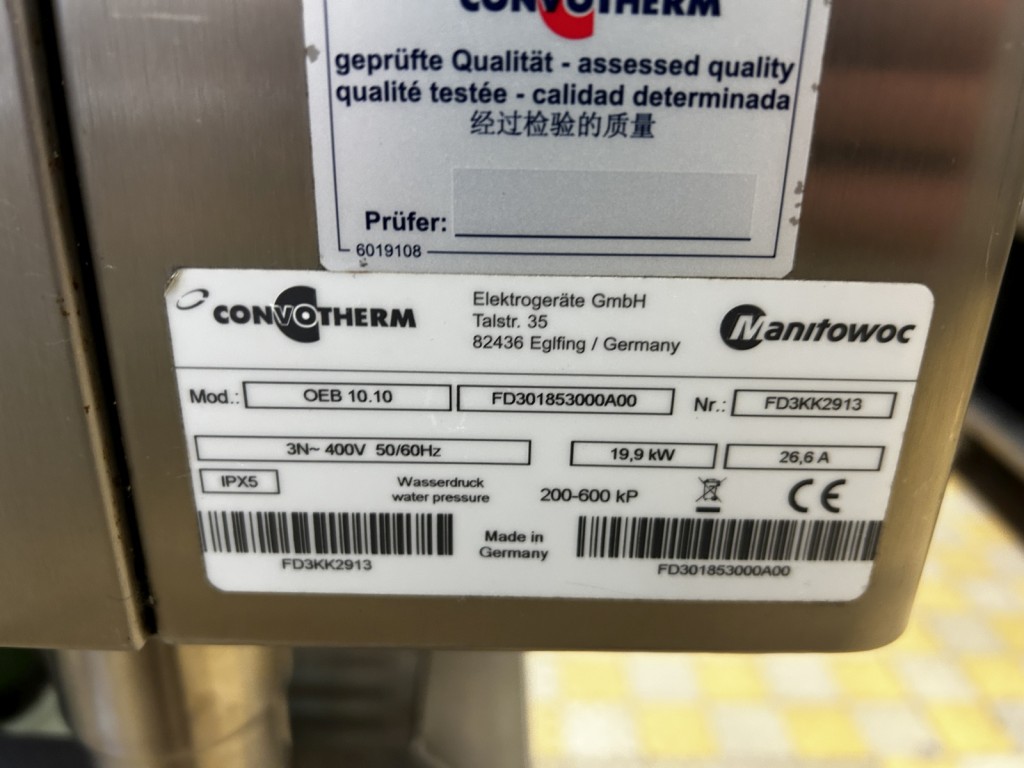 CONVOTHERM
geprüfte Qualität - assessed quality
qualité testée - calidad determinada
经过检验的质量
Prüfer:
6019108
CONVOTHERM
Elektrogeräte GmbH
Talstr. 35
82436 Eglfing / Germany
Manitowoc
Mod.: OEB 10.10 FD301853000A00 Nr.: FD3KK2913
3N~ 400V 50/60Hz 19,9 kW 26,6 A
IPX5 Wasserdruck
water pressure 200-600 kP CE
Made in
Germany
FD3KK2913
FD301853000A00